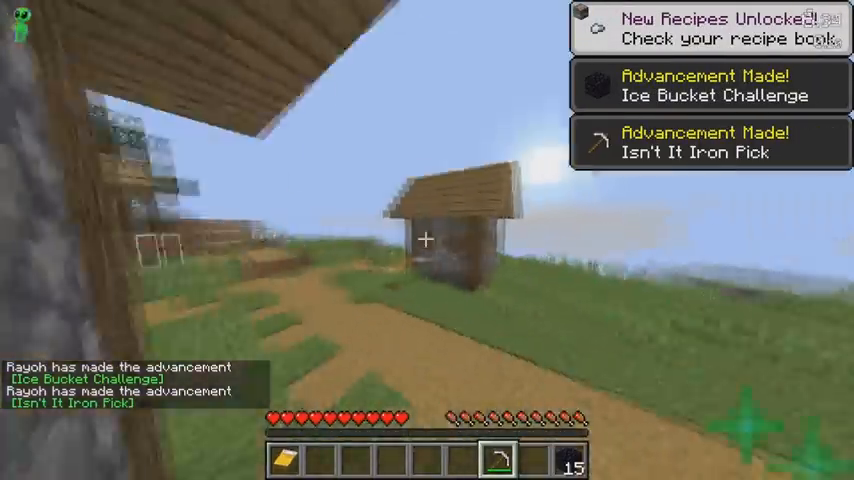 New Recipes Unlocked!
Check your recipe book
Advancement Made!
Ice Bucket Challenge
Advancement Made!
Isn't It Iron Pick
Rayoh has made the advancement
[Ice Bucket Challenge]
Rayoh has made the advancement
[Isn't It Iron Pick]
15